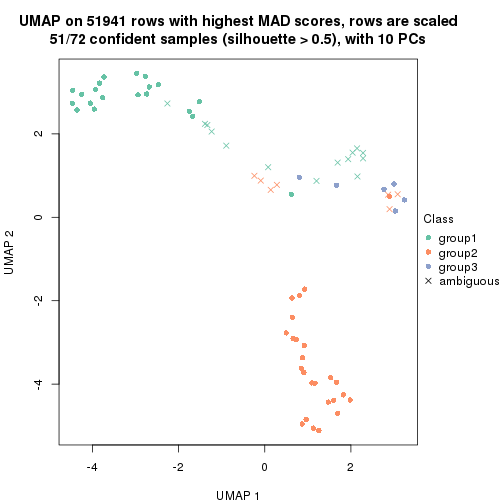 UMAP on 51941 rows with highest MAD scores, rows are scaled
51/72 confident samples (silhouette > 0.5), with 10 PCs
2
0
-2
-4
UMAP 2
-4
-2
0
2
UMAP 1
Class
group1
group2
group3
ambiguous